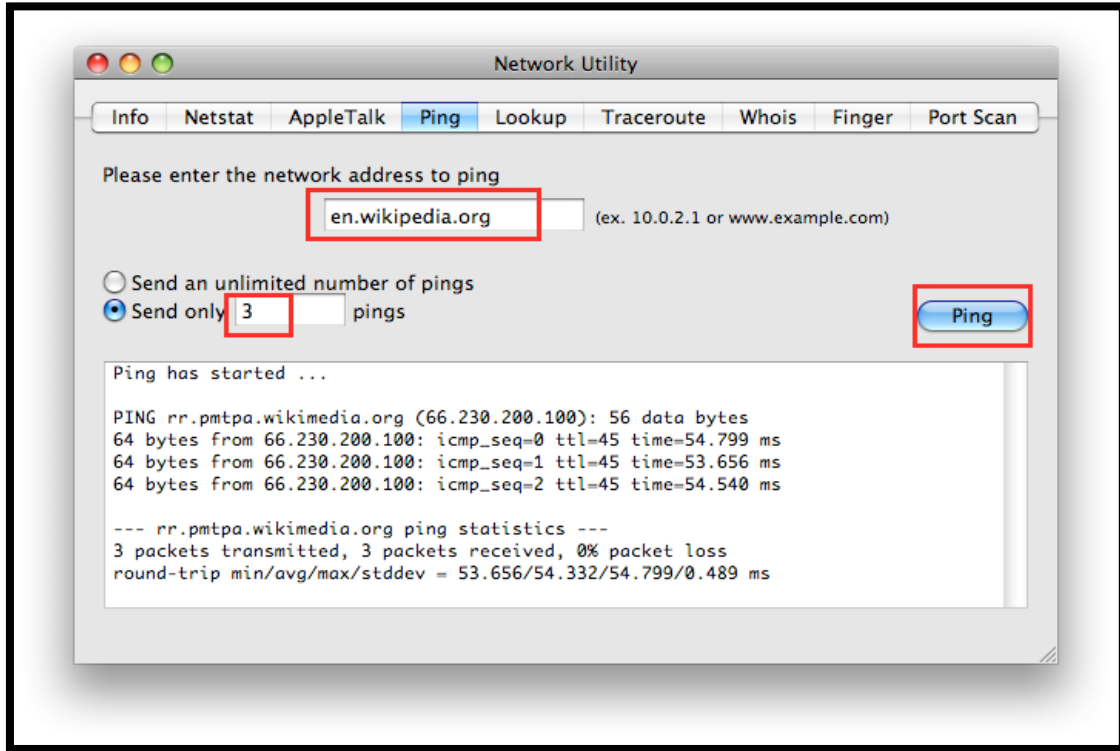 Network Utility
Info Netstat AppleTalk Ping Lookup Traceroute Whois Finger Port Scan
Please enter the network address to ping
en.wikipedia.org (ex. 10.0.2.1 or www.example.com)
Send an unlimited number of pings
Send only 3 pings
Ping
Ping has started ...
PING rr.pmtpa.wikimedia.org (66.230.200.100): 56 data bytes
64 bytes from 66.230.200.100: icmp_seq=0 ttl=45 time=54.799 ms
64 bytes from 66.230.200.100: icmp_seq=1 ttl=45 time=53.656 ms
64 bytes from 66.230.200.100: icmp_seq=2 ttl=45 time=54.540 ms
--- rr.pmtpa.wikimedia.org ping statistics ---
3 packets transmitted, 3 packets received, 0% packet loss
round-trip min/avg/max/stddev = 53.656/54.332/54.799/0.489 ms